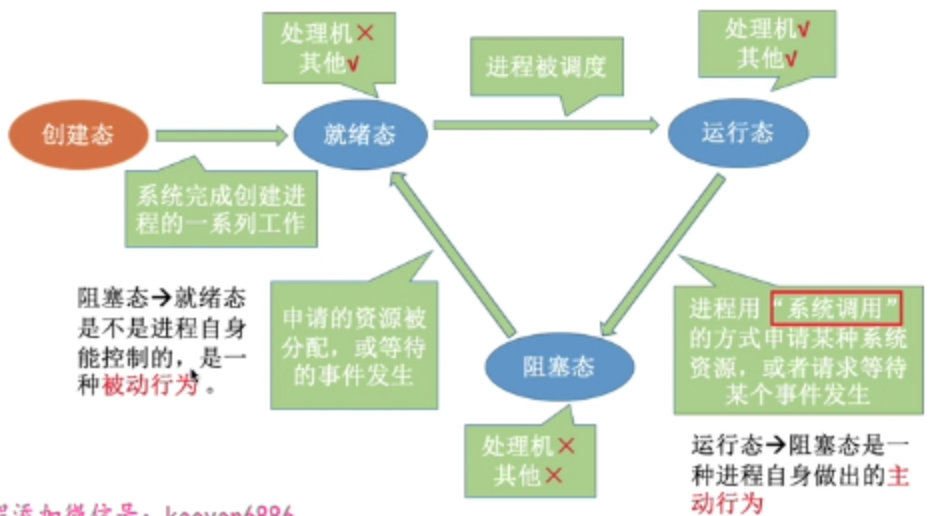 处理机×
其他√
进程被调度
处理机√
其他√
创建态
就绪态
运行态
系统完成创建进
程的一系列工作
阻塞态→就绪态
是不是进程自身
能控制的，是一
种被动行为。
申请的资源被
分配，或等待
的事件发生
阻塞态
进程用“系统调用”
的方式申请某种系统
资源，或者请求等待
某个事件发生
处理机×
其他×
运行态→阻塞态是一
种进程自身做出的主
动行为